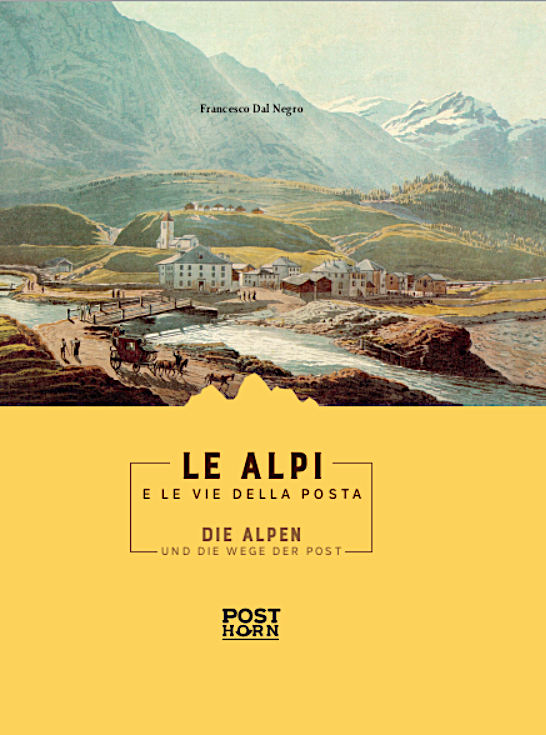 Francesco Dal Negro
LE ALPI
E LE VIE DELLA POSTA
DIE ALPEN
UND DIE WEGE DER POST
POST
HORN